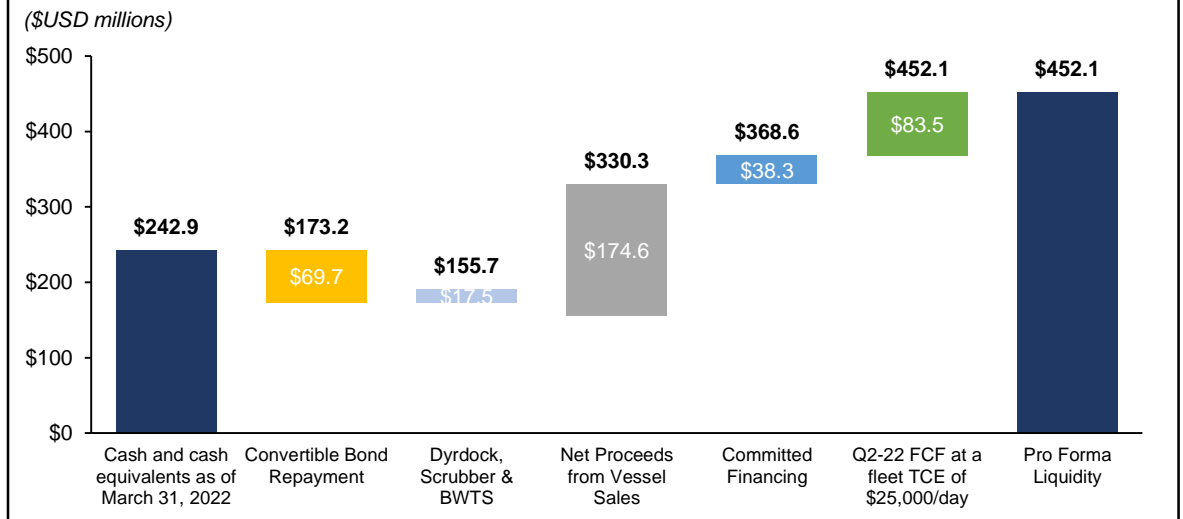 ($USD millions)
$500
$400
$300
$200
$100
$0
$242.9
$173.2
$69.7
$155.7
$17.5
$330.3
$174.6
$368.6
$38.3
$452.1
$83.5
$452.1
Cash and cash
equivalents as of
March 31, 2022
Convertible Bond
Repayment
Dyrdock,
Scrubber &
BWTS
Net Proceeds
from Vessel
Sales
Committed
Financing
Q2-22 FCF at a
fleet TCE of
$25,000/day
Pro Forma
Liquidity